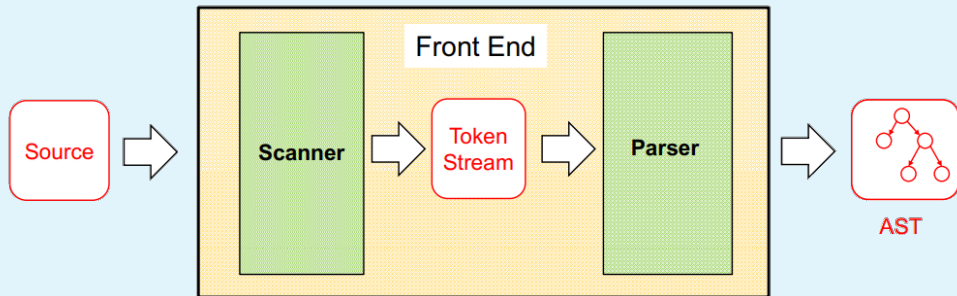 Front End
Source
Scanner
Token
Stream
Parser
AST